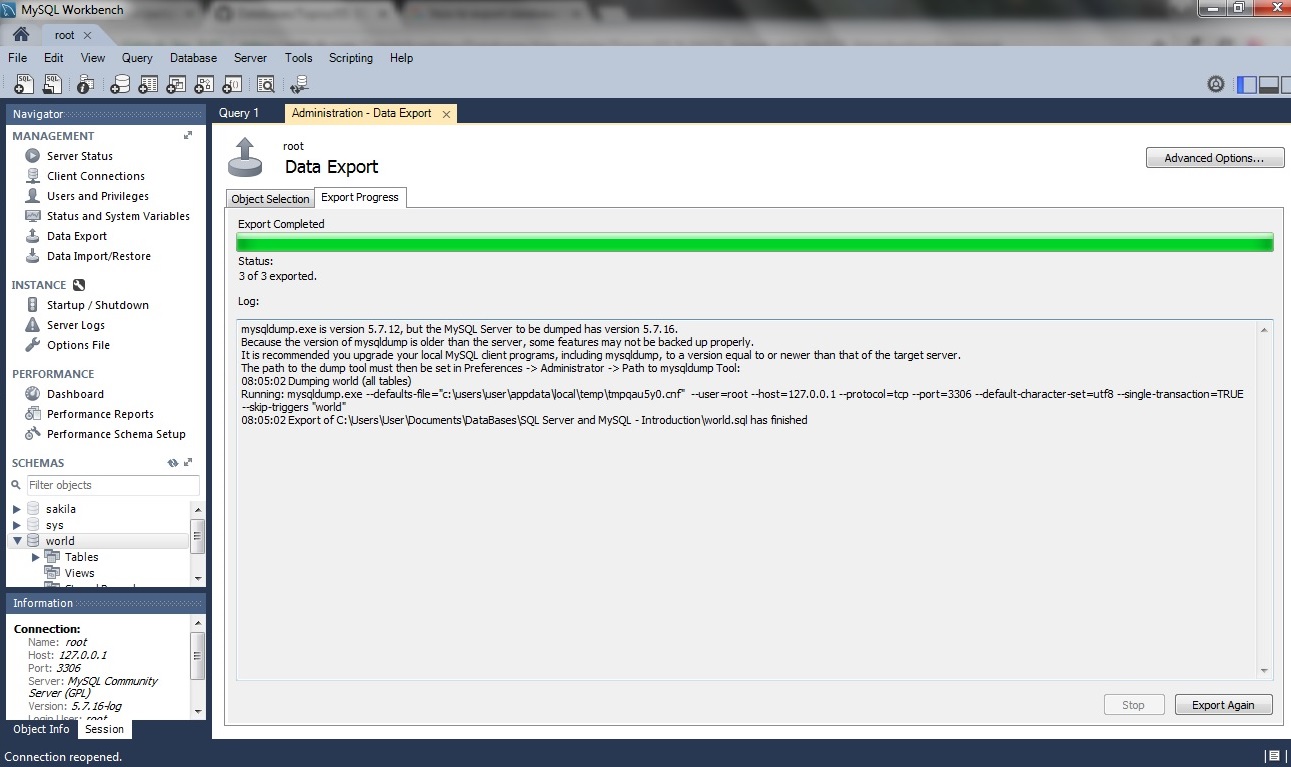 MySQL Workbench
root
File Edit View Query Database Server Tools Scripting Help
Navigator
MANAGEMENT
Server Status
Client Connections
Users and Privileges
Status and System Variables
Data Export
Data Import/Restore
INSTANCE
Startup / Shutdown
Server Logs
Options File
PERFORMANCE
Dashboard
Performance Reports
Performance Schema Setup
SCHEMAS
Filter objects
sakila
sys
world
Tables
Views
Information
Connection:
Name: root
Host: 127.0.0.1
Port: 3306
Server: MySQL Community
Server (GPL)
Version: 5.7.16-log
Login User: root
Object Info Session
Query 1 Administration - Data Export
root
Data Export
Advanced Options...
Object Selection Export Progress
Export Completed
Status:
3 of 3 exported.
Log:
mysqldump.exe is version 5.7.12, but the MySQL Server to be dumped has version 5.7.16.
Because the version of mysqldump is older than the server, some features may not be backed up properly.
It is recommended you upgrade your local MySQL client programs, including mysqldump, to a version equal to or newer than that of the target server.
The path to the dump tool must then be set in Preferences -> Administrator -> Path to mysqldump Tool:
08:05:02 Dumping world (all tables)
Running: mysqldump.exe --defaults-file="c:\users\user\appdata\local\temp\tmpqau5y0.cnf" --user=root --host=127.0.0.1 --protocol=tcp --port=3306 --default-character-set=utf8 --single-transaction=TRUE
--skip-triggers "world"
08:05:02 Export of C:\Users\User\Documents\DataBases\SQL Server and MySQL - Introduction\world.sql has finished
Stop Export Again
Connection reopened.